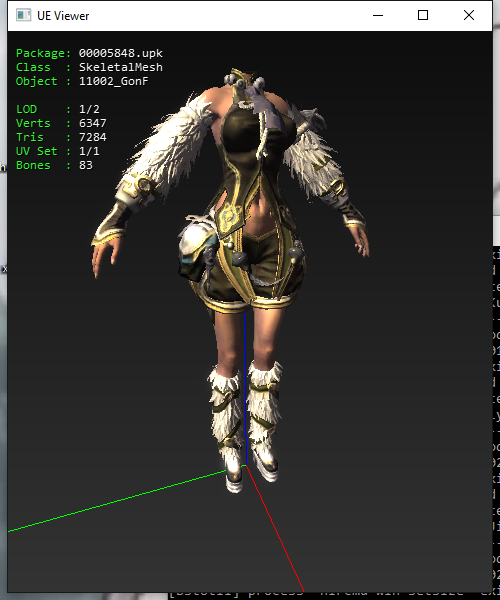 UE Viewer
Package: 00005848.upk
Class : SkeletalMesh
Object : 11002_GonF
LOD : 1/2
Verts : 6347
Tris : 7284
UV Set : 1/1
Bones : 83